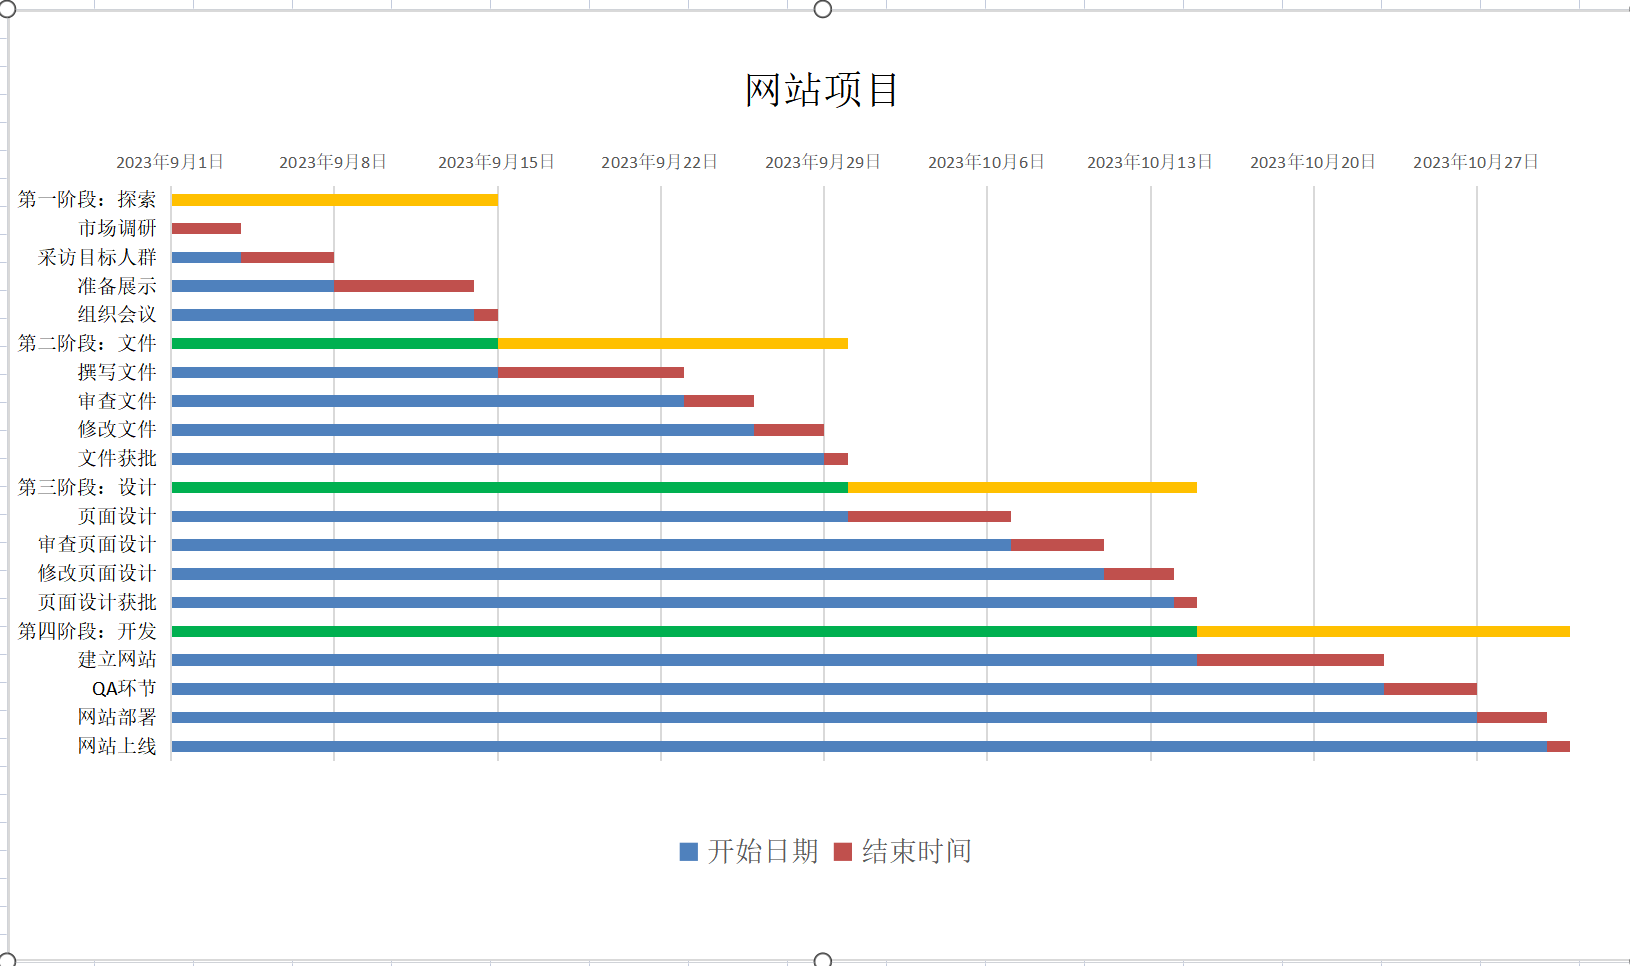 网站项目
2023年9月1日 2023年9月8日 2023年9月15日 2023年9月22日 2023年9月29日 2023年10月6日 2023年10月13日 2023年10月20日 2023年10月27日
第一阶段：探索
市场调研
采访目标人群
准备展示
组织会议
第二阶段：文件
撰写文件
审查文件
修改文件
文件获批
第三阶段：设计
页面设计
审查页面设计
修改页面设计
页面设计获批
第四阶段：开发
建立网站
QA环节
网站部署
网站上线
开始日期 结束时间